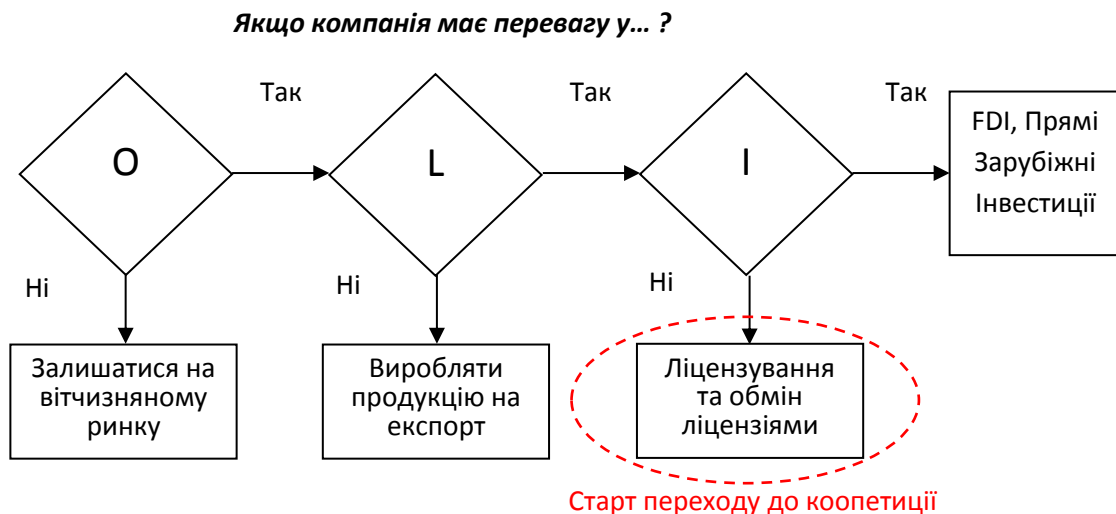 Якщо компанія має перевагу у... ?
Так
Так
Так
O
L
I
FDI, Прямі
Зарубіжні
Інвестиції
Ні
Ні
Ні
Залишатися на
вітчизняному
ринку
Виробляти
продукцію на
експорт
Ліцензування
та обмін
ліцензіями
Старт переходу до коопетиції